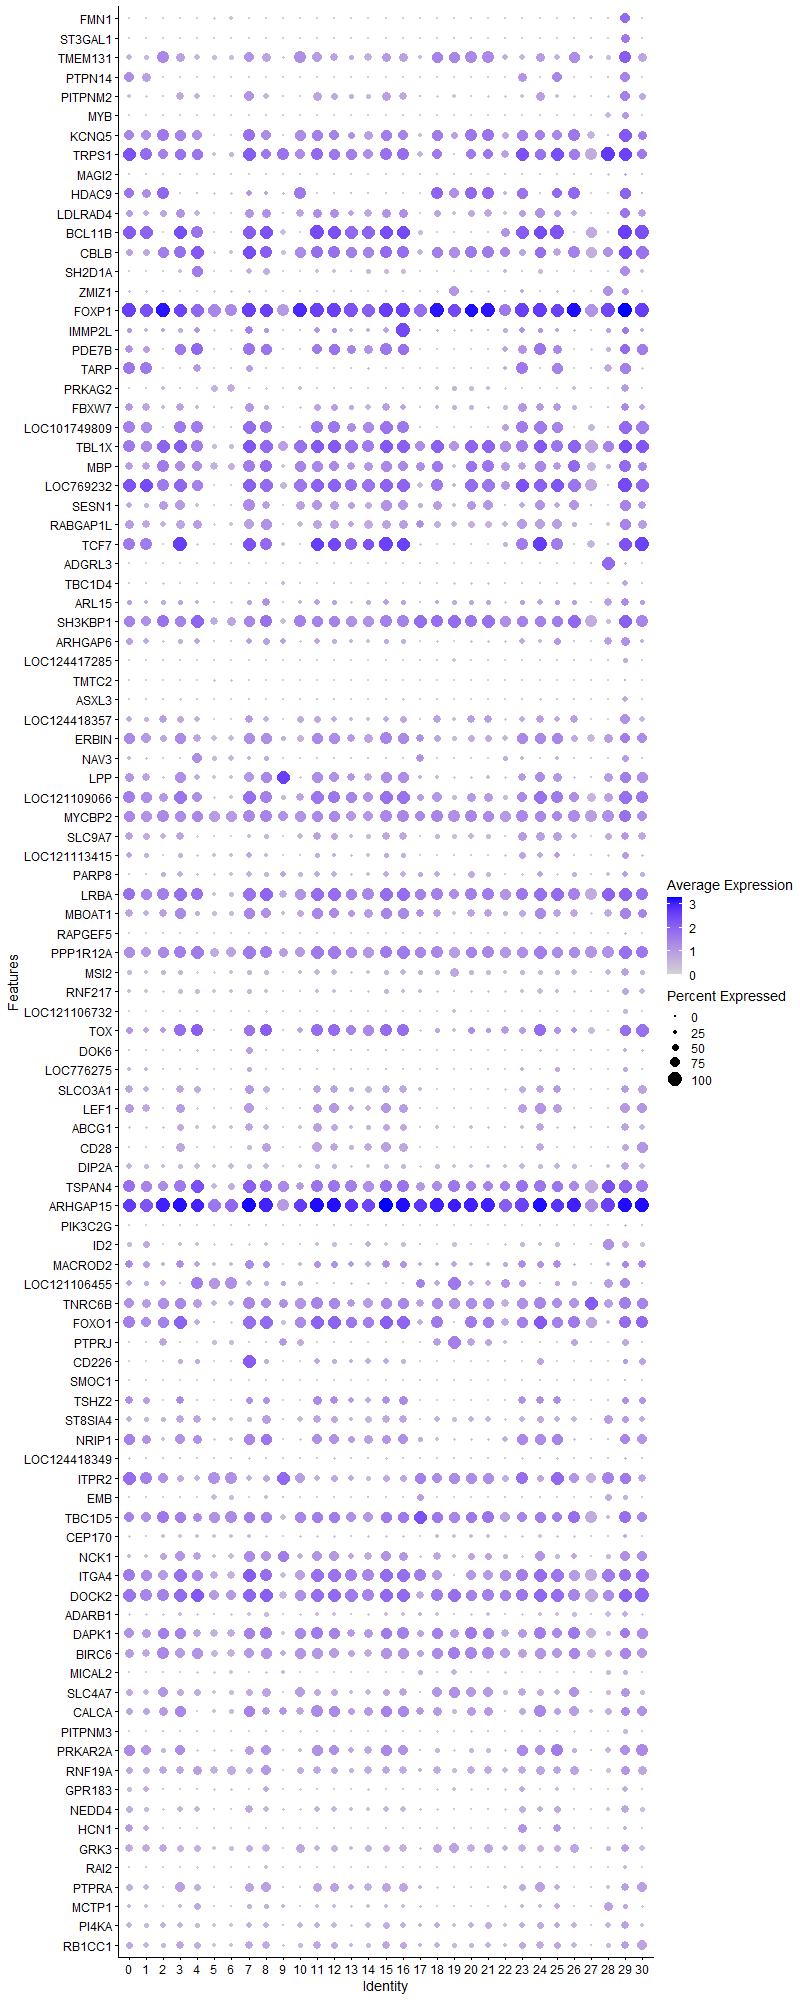 FMN1
ST3GAL1
TMEM131
PTPN14
PITPNM2
MYB
KCNQ5
TRPS1
MAGI2
HDAC9
LDLRAD4
BCL11B
CBLB
SH2D1A
ZMIZ1
FOXP1
IMMP2L
PDE7B
TARP
PRKAG2
FBXW7
LOC101749809
TBL1X
MBP
LOC769232
SESN1
RABGAP1L
TCF7
ADGRL3
TBC1D4
ARL15
SH3KBP1
ARHGAP6
LOC124417285
TMTC2
ASXL3
LOC124418357
ERBIN
NAV3
LPP
LOC121109066
MYCBP2
SLC9A7
LOC121113415
PARP8
LRBA
MBOAT1
RAPGEF5
PPP1R12A
MSI2
RNF217
LOC121106732
TOX
DOK6
LOC776275
SLCO3A1
LEF1
ABCG1
CD28
DIP2A
TSPAN4
ARHGAP15
PIK3C2G
ID2
MACROD2
LOC121106455
TNRC6B
FOXO1
PTPRJ
CD226
SMOC1
TSHZ2
ST8SIA4
NRIP1
LOC124418349
ITPR2
EMB
TBC1D5
CEP170
NCK1
ITGA4
DOCK2
ADARB1
DAPK1
BIRC6
MICAL2
SLC4A7
CALCA
PITPNM3
PRKAR2A
RNF19A
GPR183
NEDD4
HCN1
GRK3
RAI2
PTPRA
MCTP1
PI4KA
RB1CC1
Features
0 1 2 3 4 5 6 7 8 9 10 11 12 13 14 15 16 17 18 19 20 21 22 23 24 25 26 27 28 29 30
Identity
Average Expression
3
2
1
0
Percent Expressed
0
25
50
75
100